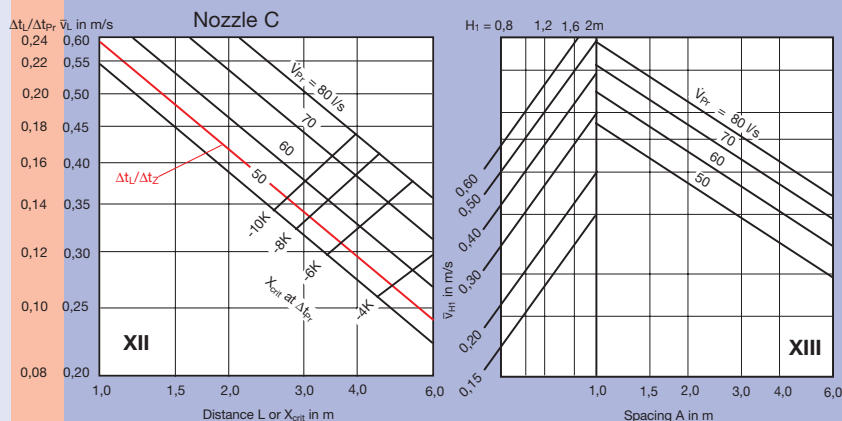 Nozzle C
Δt_L/Δt_Pr v̄_L in m/s
0,24 0,60
0,22 0,55
0,20 0,50
0,18 0,45
0,16 0,40
0,14 0,35
0,12 0,30
0,10 0,25
0,08 0,20
V̇_Pr = 80 l/s
70
60
50
Δt_L/Δt_Z
-10K
-8K
-6K
-4K
X_crit at Δt_Pr
XII
1,0 1,5 2,0 3,0 4,0 6,0
Distance L or X_crit in m
H1 = 0,8 1,2 1,6 2m
V̇_Pr = 80 l/s
70
60
50
0,60
0,50
0,40
0,30
0,20
0,15
v̄_H1 in m/s
XIII
1,0 1,5 2,0 3,0 4,0 6,0
Spacing A in m